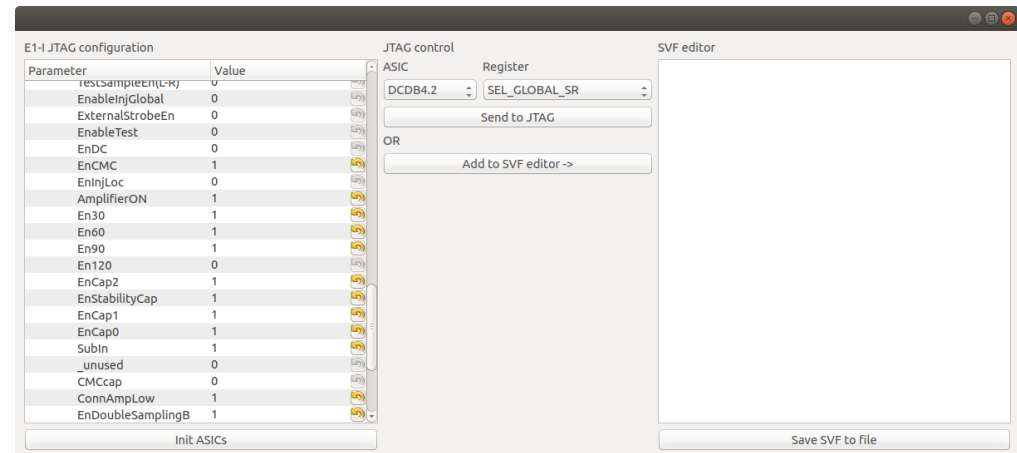 E1-I JTAG configuration
Parameter Value
TestSampleEn(L-R) 0
EnableInjGlobal 0
ExternalStrobeEn 0
EnableTest 0
EnDC 0
EnCMC 1
EnInjLoc 0
AmplifierON 1
En30 1
En60 1
En90 1
En120 0
EnCap2 1
EnStabilityCap 1
EnCap1 1
EnCap0 1
SubIn 1
_unused 0
CMCcap 0
ConnAmpLow 1
EnDoubleSamplingB 1
Init ASICs
JTAG control
ASIC Register
DCDB4.2 SEL_GLOBAL_SR
Send to JTAG
OR
Add to SVF editor ->
SVF editor
Save SVF to file